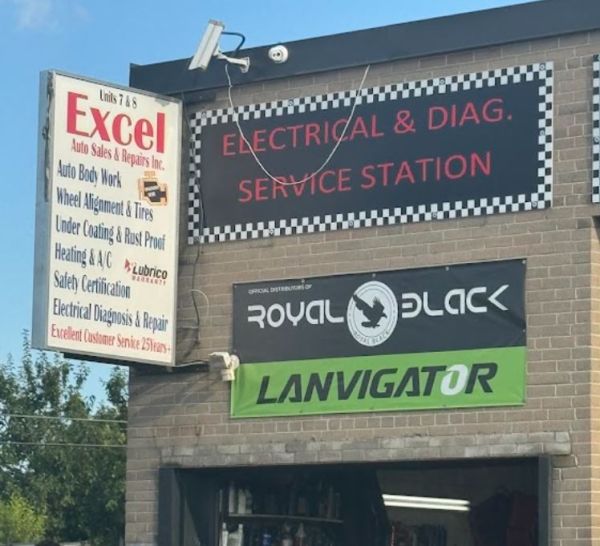 Units 7 & 8
Excel
Auto Sales & Repairs Inc.
Auto Body Work
Wheel Alignment & Tires
Under Coating & Rust Proof
Heating & A/C
Lubrico
WARRANTY
Safety Certification
Electrical Diagnosis & Repair
Excellent Customer Service 25Years+
ELECTRICAL & DIAG.
SERVICE STATION
OFFICIAL DISTRIBUTORS OF
ROYAL BLACK
ROYAL BLACK
LANVIGATOR